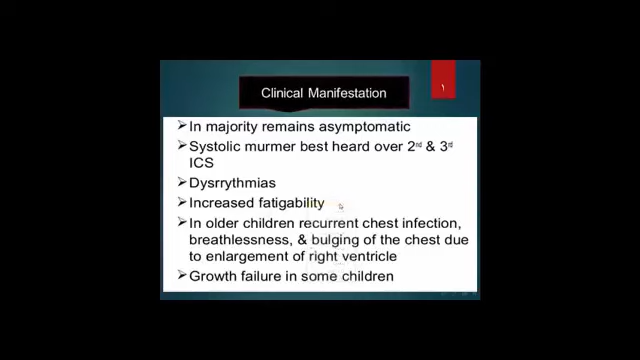 Clinical Manifestation
١
➢In majority remains asymptomatic
➢Systolic murmer best heard over 2nd & 3rd
ICS
➢Dysrrythmias
➢Increased fatigability
➢In older children recurrent chest infection,
breathlessness, & bulging of the chest due
to enlargement of right ventricle
➢Growth failure in some children